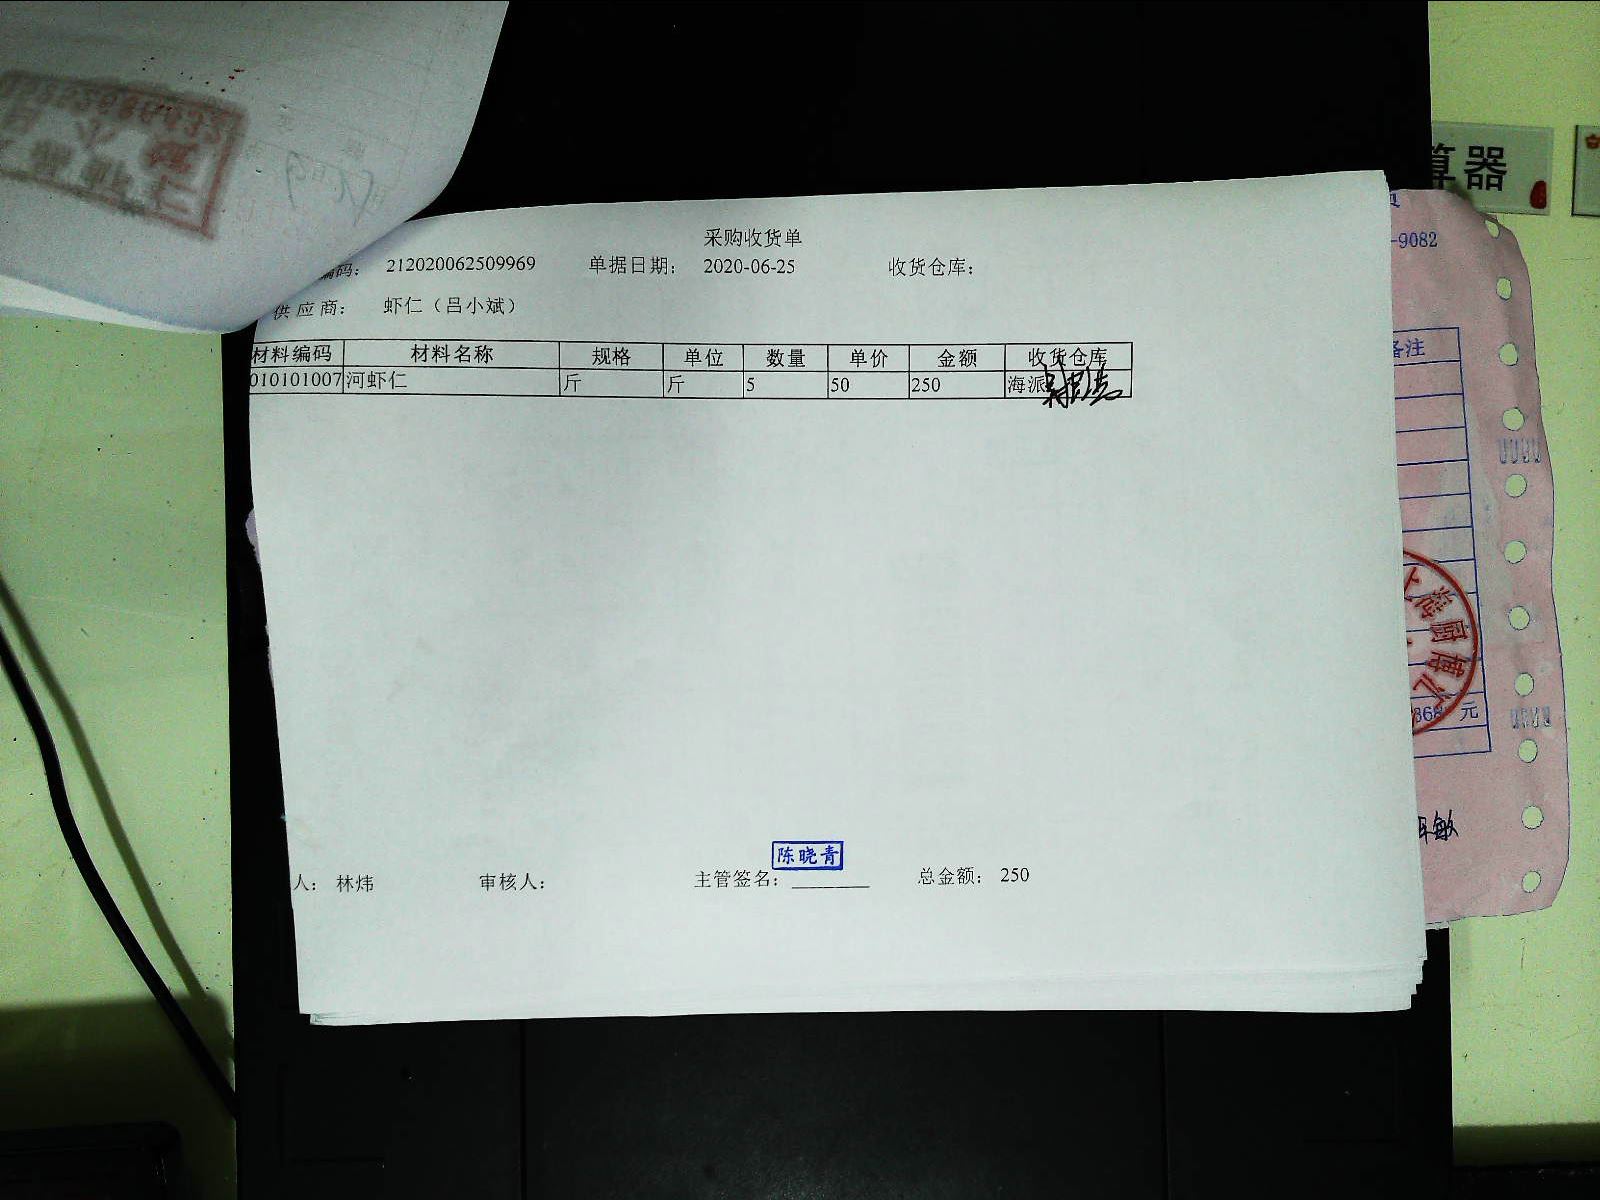 采购收货单
编码： 212020062509969 单据日期： 2020-06-25 收货仓库：
供应商： 虾仁（吕小斌）
材料编码 材料名称 规格 单位 数量 单价 金额 收货仓库
010101007 河虾仁 斤 斤 5 50 250 海派
陈晓青
人： 林炜 审核人： 主管签名：________ 总金额： 250
算器
-9082
备注
元
敏